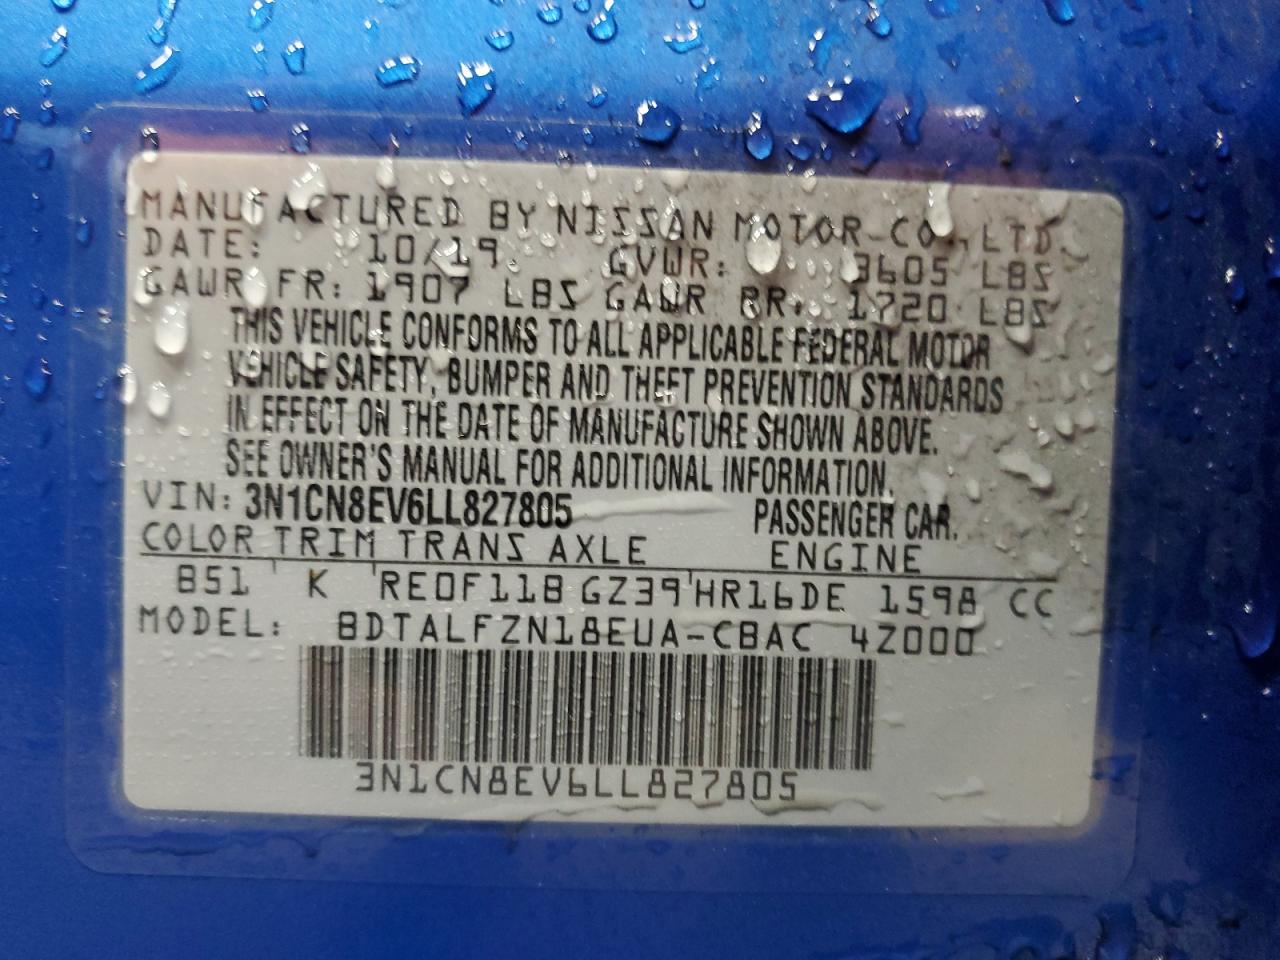 MANUFACTURED BY NISSAN MOTOR CO., LTD.
DATE: 10/19 GVWR: 3605 LBS
GAWR FR: 1907 LBS GAWR RR: 1720 LBS
THIS VEHICLE CONFORMS TO ALL APPLICABLE FEDERAL MOTOR
VEHICLE SAFETY, BUMPER AND THEFT PREVENTION STANDARDS
IN EFFECT ON THE DATE OF MANUFACTURE SHOWN ABOVE.
SEE OWNER'S MANUAL FOR ADDITIONAL INFORMATION.
VIN: 3N1CN8EV6LL827805 PASSENGER CAR.
COLOR TRIM TRANS AXLE ENGINE
B51 K RE0F11B GZ39 HR16DE 1598 CC
MODEL: BDTALFZN18EUA-CBAC 4Z000
3N1CN8EV6LL827805